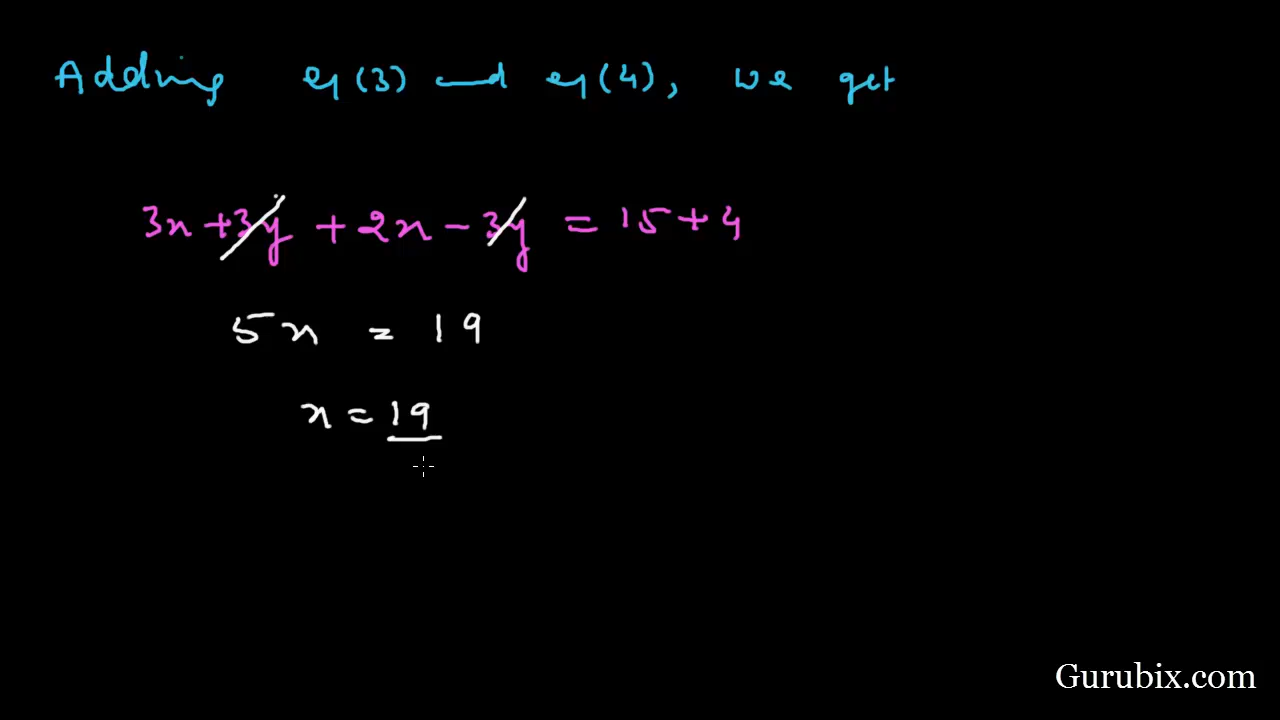 Adding eq (3) and eq (4), we get
3x + 3y + 2x - 3y = 15 + 4
5x = 19
x = 19
Gurubix.com